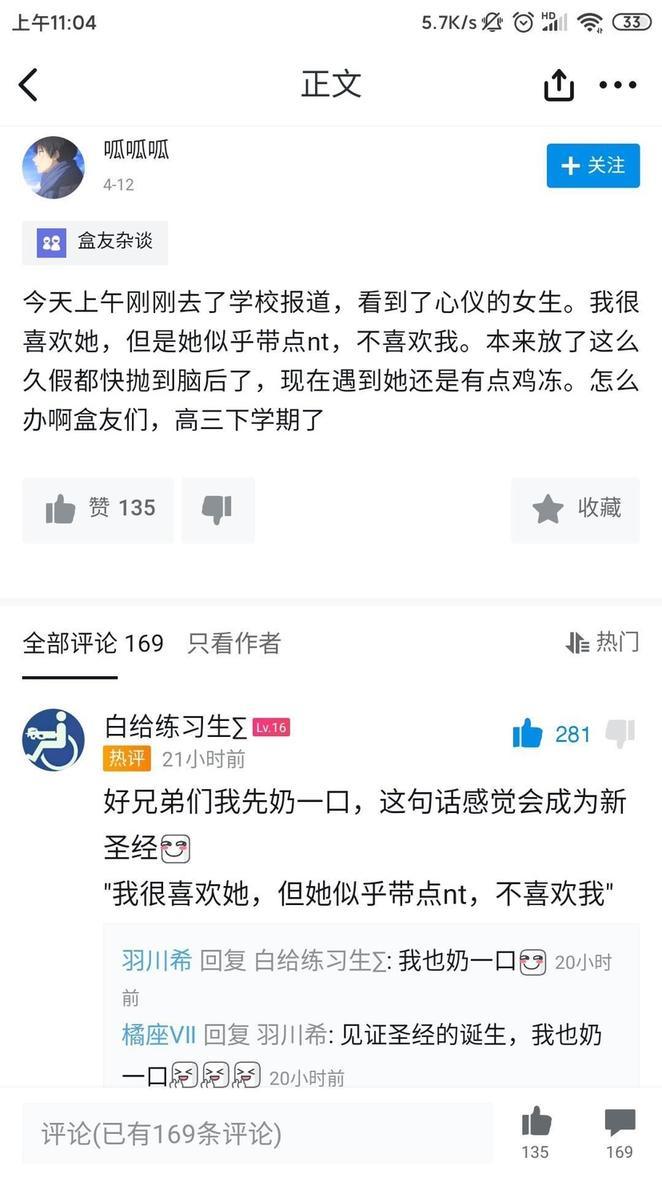 上午11:04
5.7K/s
HD
33
正文
呱呱呱
4-12
关注
盒友杂谈
今天上午刚刚去了学校报道，看到了心仪的女生。我很
喜欢她，但是她似乎带点nt，不喜欢我。本来放了这么
久假都快抛到脑后了，现在遇到她还是有点鸡冻。怎么
办啊盒友们，高三下学期了
赞 135
收藏
全部评论 169 只看作者
热门
白给练习生∑ Lv.16
281
热评 21小时前
好兄弟们我先奶一口，这句话感觉会成为新
圣经
"我很喜欢她，但她似乎带点nt，不喜欢我"
羽川希 回复 白给练习生∑: 我也奶一口 20小时
前
橘座VII 回复 羽川希: 见证圣经的诞生，我也奶
一口 20小时前
评论(已有169条评论)
135
169